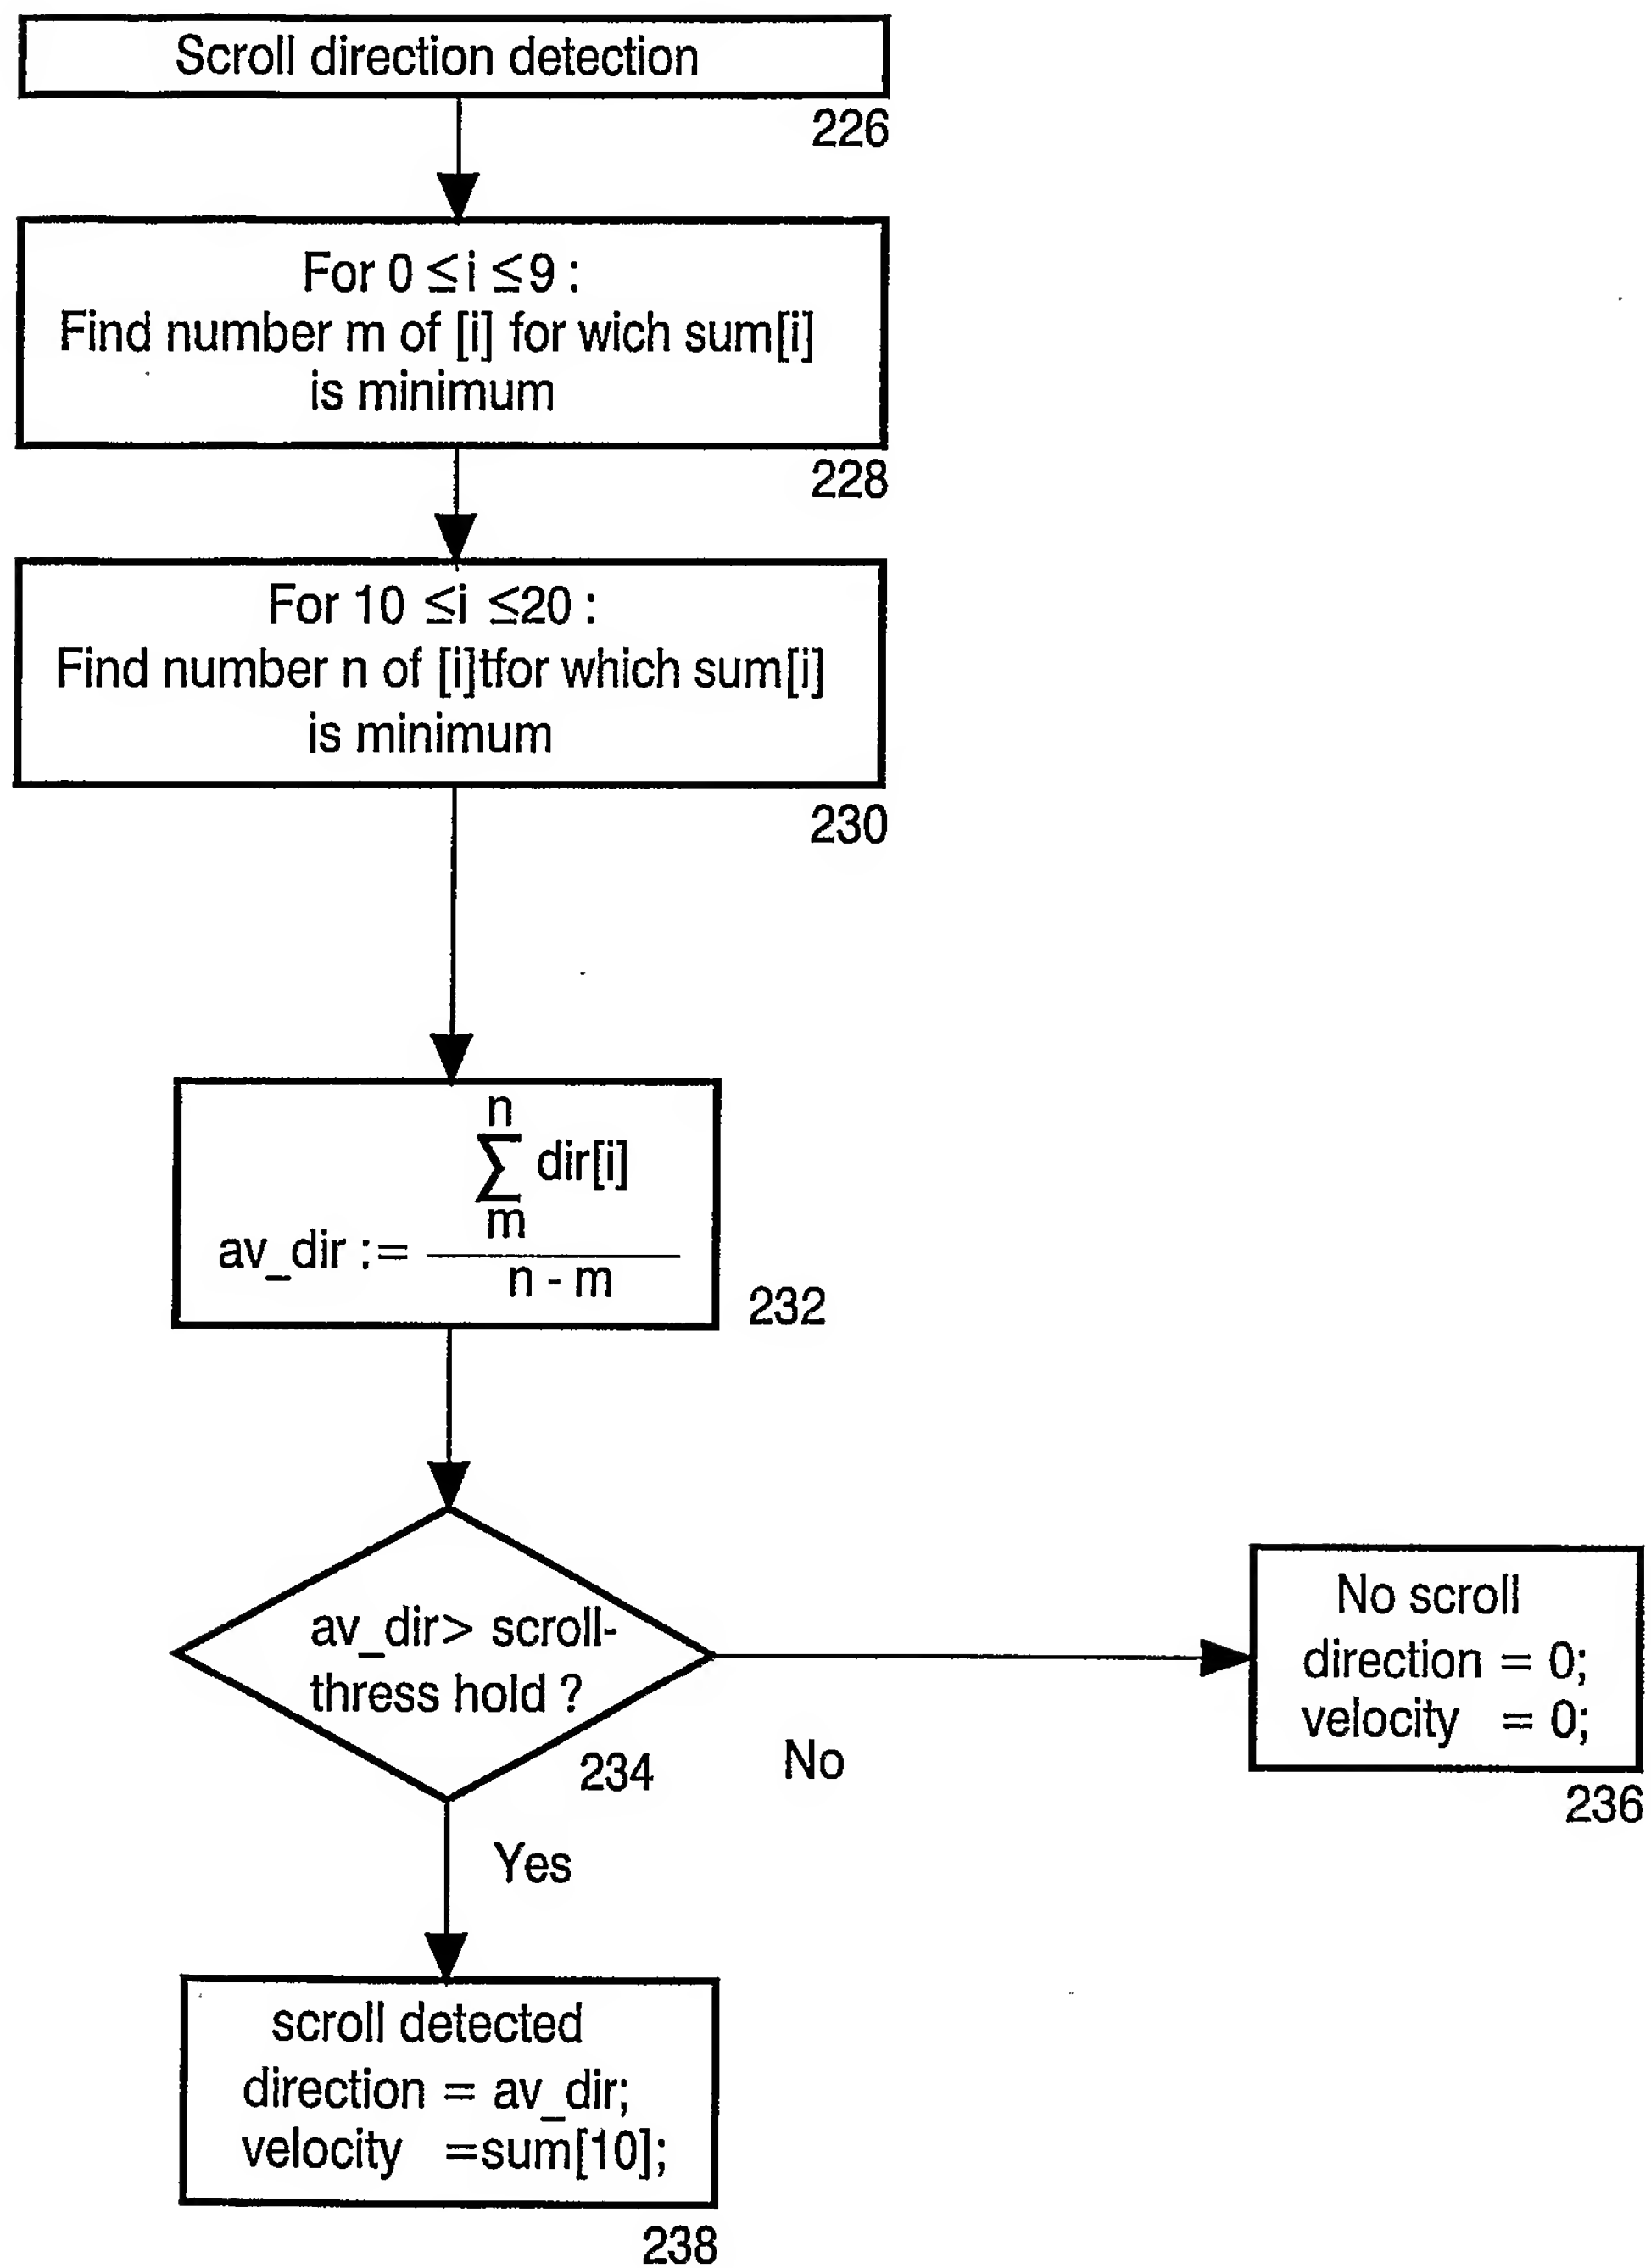 Scroll direction detection
226
For 0 ≤ i ≤ 9 :
Find number m of [i] for wich sum[i]
is minimum
228
For 10 ≤i ≤20 :
Find number n of [i]tfor which sum[i]
is minimum
230
n
∑ dir[i]
m
av_dir :=
n - m
232
av_dir> scroll-
thress hold ?
234
No
No scroll
direction = 0;
velocity = 0;
236
Yes
scroll detected
direction = av_dir;
velocity =sum[10];
238